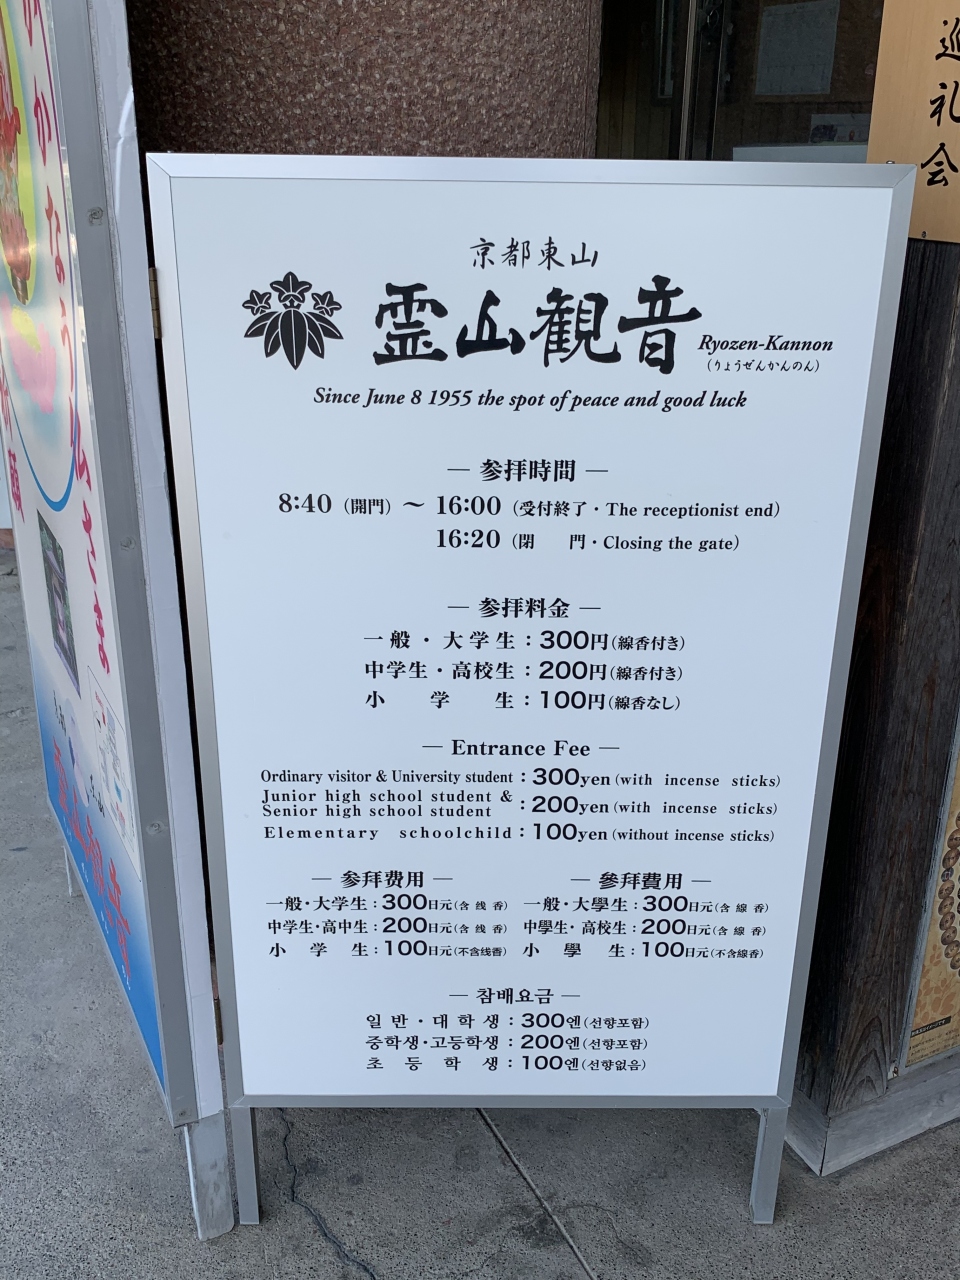 京都東山
霊山観音 Ryozen-Kannon
(りょうぜんかんのん)
Since June 8 1955 the spot of peace and good luck
— 参拝時間 —
8:40 (開門) 〜 16:00 (受付終了・The receptionist end)
16:20 (閉　門・Closing the gate)
— 参拝料金 —
一般・大学生：300円(線香付き)
中学生・高校生：200円(線香付き)
小　学　生：100円(線香なし)
— Entrance Fee —
Ordinary visitor & University student：300yen (with incense sticks)
Junior high school student &
Senior high school student：200yen (with incense sticks)
Elementary schoolchild：100yen (without incense sticks)
— 参拜费用 —
一般・大学生：300日元(含线香)
中学生・高中生：200日元(含线香)
小　学　生：100日元(不含线香)
— 參拜費用 —
一般・大學生：300日元(含線香)
中學生・高校生：200日元(含線香)
小　學　生：100日元(不含線香)
— 참배요금 —
일반・대학생：300엔(선향포함)
중학생・고등학생：200엔(선향포함)
초등학생：100엔(선향없음)
巡礼会